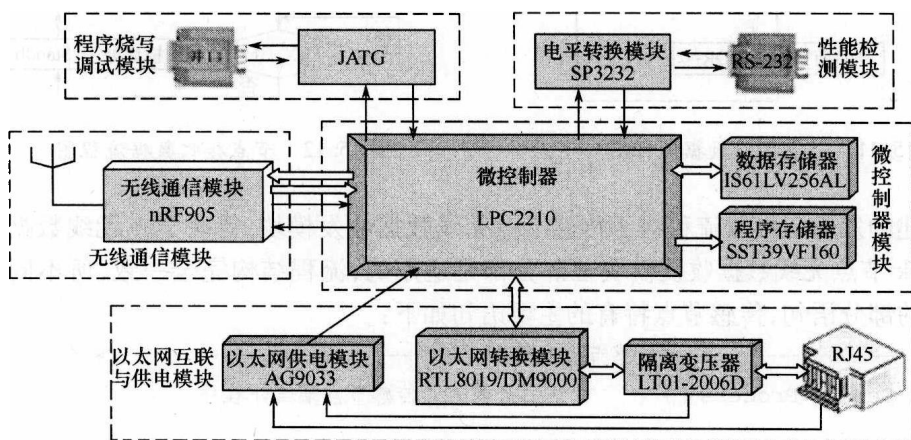 程序烧写
调试模块
并口
JATG
电平转换模块
SP3232
RS-232
性能检
测模块
无线通信模块
nRF905
无线通信模块
微控制器
LPC2210
数据存储器
IS61LV256AL
程序存储器
SST39VF160
微控制器模块
以太网互联
与供电模块
以太网供电模块
AG9033
以太网转换模块
RTL8019/DM9000
隔离变压器
LT01-2006D
RJ45